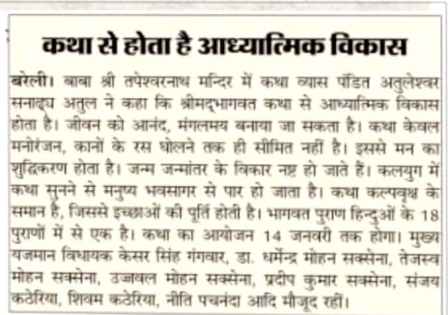 कथा से होता है आध्यात्मिक विकास
बरेली। बाबा श्री तपेश्वरनाथ मन्दिर में कथा व्यास पंडित अतुलेश्वर
सनाढ्य अतुल ने कहा कि श्रीमद्भागवत कथा से आध्यात्मिक विकास
होता है। जीवन को आनंद, मंगलमय बनाया जा सकता है। कथा केवल
मनोरंजन, कानों के रस घोलने तक ही सीमित नहीं है। इससे मन का
शुद्धिकरण होता है। जन्म जन्मांतर के विकार नष्ट हो जाते हैं। कलयुग में
कथा सुनने से मनुष्य भवसागर से पार हो जाता है। कथा कल्पवृक्ष के
समान है, जिससे इच्छाओं की पूर्ति होती है। भागवत पुराण हिन्दुओं के 18
पुराणों में से एक है। कथा का आयोजन 14 जनवरी तक होगा। मुख्य
यजमान विधायक केसर सिंह गंगवार, डा. धर्मेन्द्र मोहन सक्सेना, तेजस्व
मोहन सक्सेना, उज्जवल मोहन सक्सेना, प्रदीप कुमार सक्सेना, संजय
कठेरिया, शिवम कठेरिया, नीति पचनंदा आदि मौजूद रहीं।